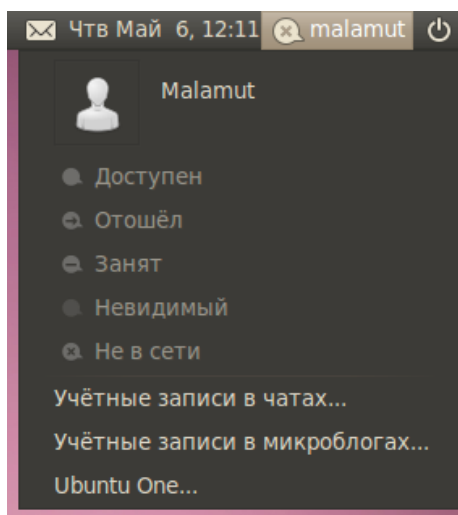 Чтв Май 6, 12:11 malamut
Malamut
Доступен
Отошёл
Занят
Невидимый
Не в сети
Учётные записи в чатах...
Учётные записи в микроблогах...
Ubuntu One...